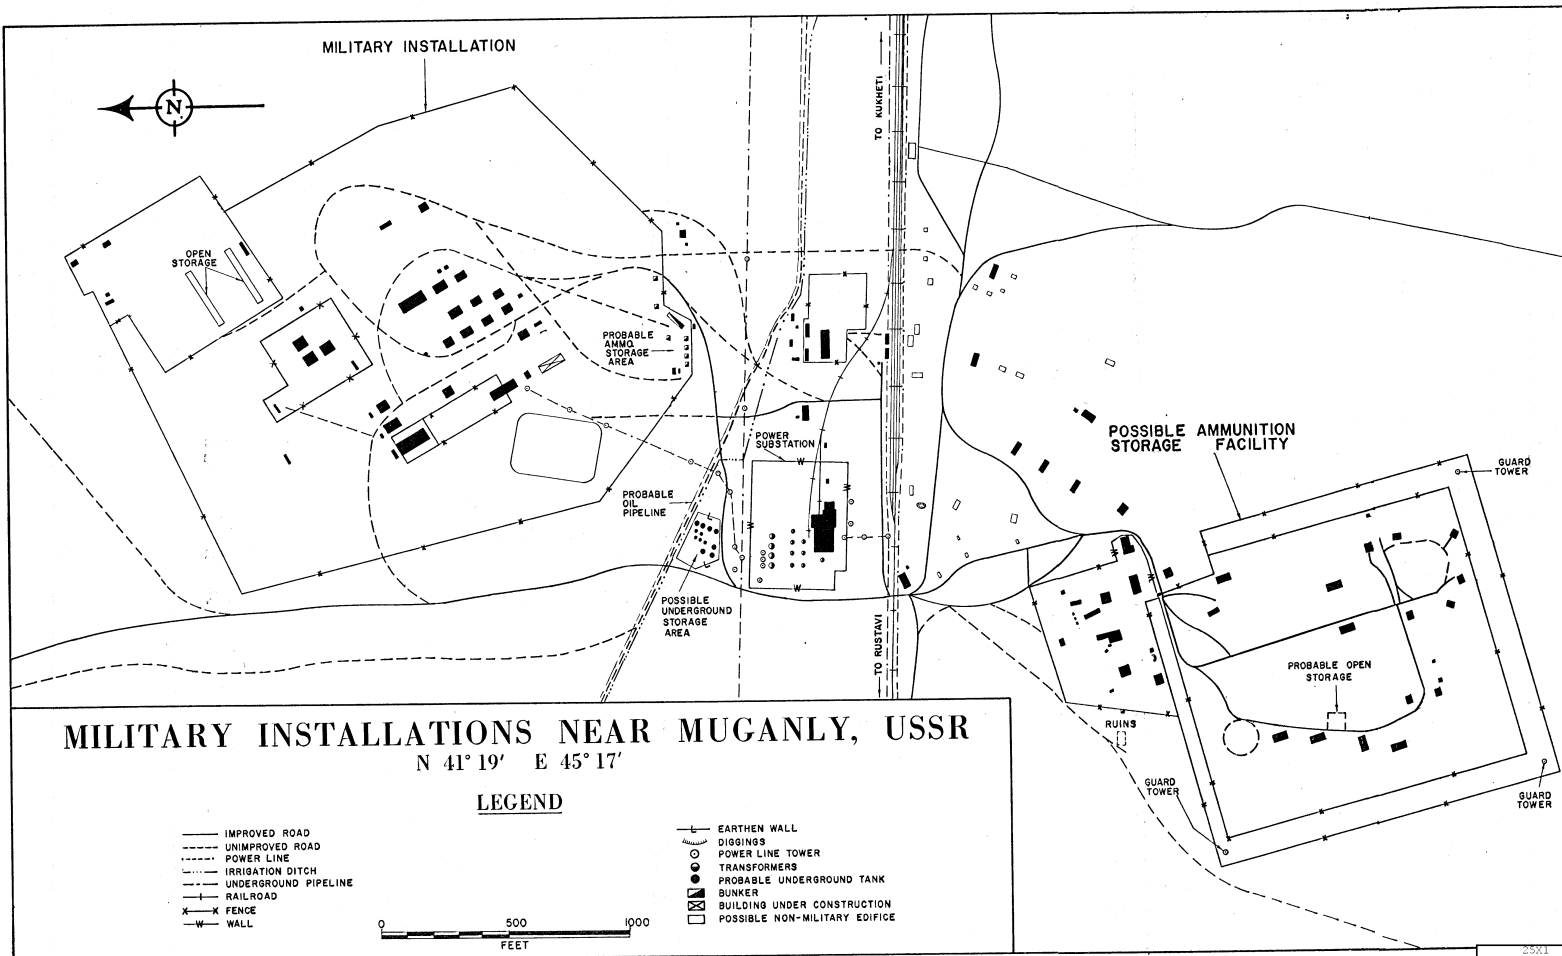 MILITARY INSTALLATION
N
TO KUKHETI
OPEN
STORAGE
PROBABLE
AMMO.
STORAGE
AREA
POWER
SUBSTATION
POSSIBLE AMMUNITION
STORAGE FACILITY
GUARD
TOWER
PROBABLE
OIL
PIPELINE
W
W
W
W
W
W
POSSIBLE
UNDERGROUND
STORAGE
AREA
TO RUSTAVI
PROBABLE OPEN
STORAGE
RUINS
GUARD
TOWER
GUARD
TOWER
MILITARY INSTALLATIONS NEAR MUGANLY, USSR
N 41° 19' E 45° 17'
LEGEND
IMPROVED ROAD
UNIMPROVED ROAD
POWER LINE
IRRIGATION DITCH
UNDERGROUND PIPELINE
RAILROAD
FENCE
W WALL
EARTHEN WALL
DIGGINGS
POWER LINE TOWER
TRANSFORMERS
PROBABLE UNDERGROUND TANK
BUNKER
BUILDING UNDER CONSTRUCTION
POSSIBLE NON-MILITARY EDIFICE
0 500 1000
FEET
25X1